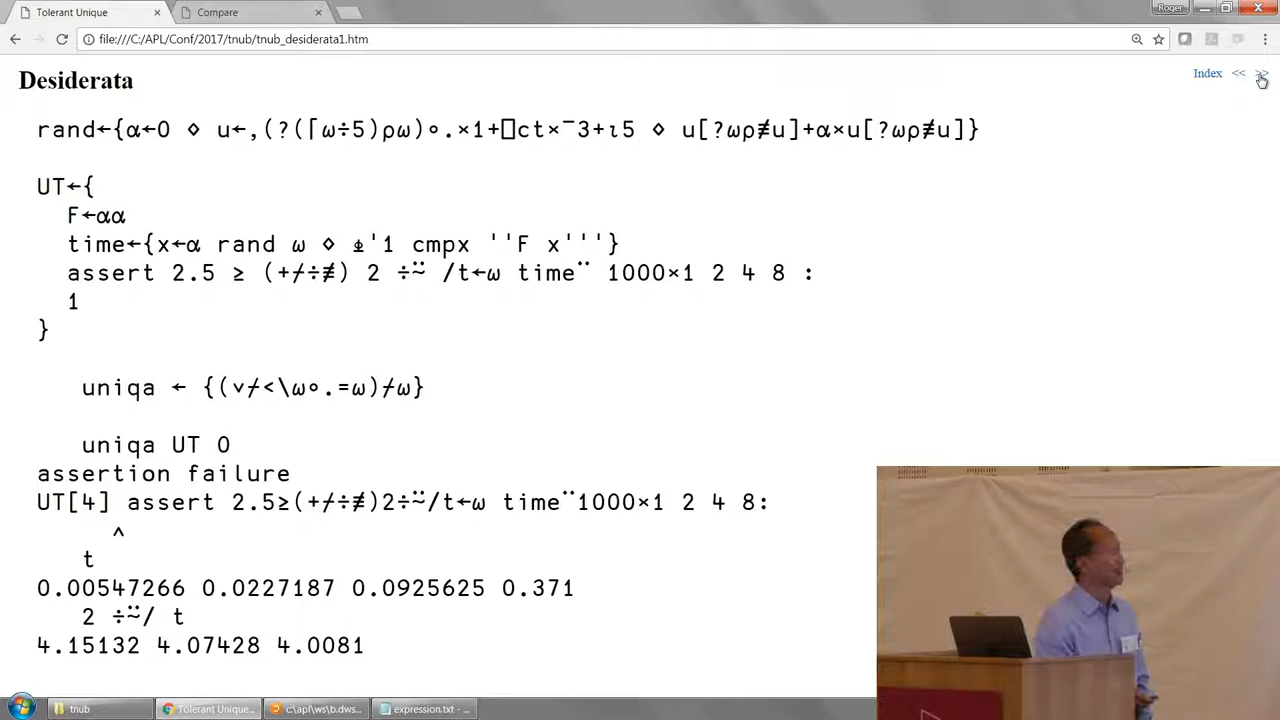 Tolerant Unique
Compare
Roger
file:///C:/APL/Conf/2017/tnub/tnub_desiderata1.htm
Desiderata
Index << >>
rand←{⍺←0 ⋄ u←,(?(⌈⍵÷5)⍴⍵)∘.×1+⎕ct×¯3+⍳5 ⋄ u[?⍵⍴≢u]+⍺×u[?⍵⍴≢u]}
UT←{
F←⍺⍺
time←{x←⍺ rand ⍵ ⋄ ⍎'1 cmpx ''F x'''}
assert 2.5 ≥ (+⌿÷≢) 2 ÷⍨ /t←⍵ time¨ 1000×1 2 4 8 :
1
}
uniqa ← {(∨⌿<\⍵∘.=⍵)⌿⍵}
uniqa UT 0
assertion failure
UT[4] assert 2.5≥(+⌿÷≢)2÷⍨/t←⍵ time¨1000×1 2 4 8:
^
t
0.00547266 0.0227187 0.0925625 0.371
2 ÷⍨/ t
4.15132 4.07428 4.0081
tnub
Tolerant Unique...
c:\apl\ws\b.dws...
expression.txt - ...